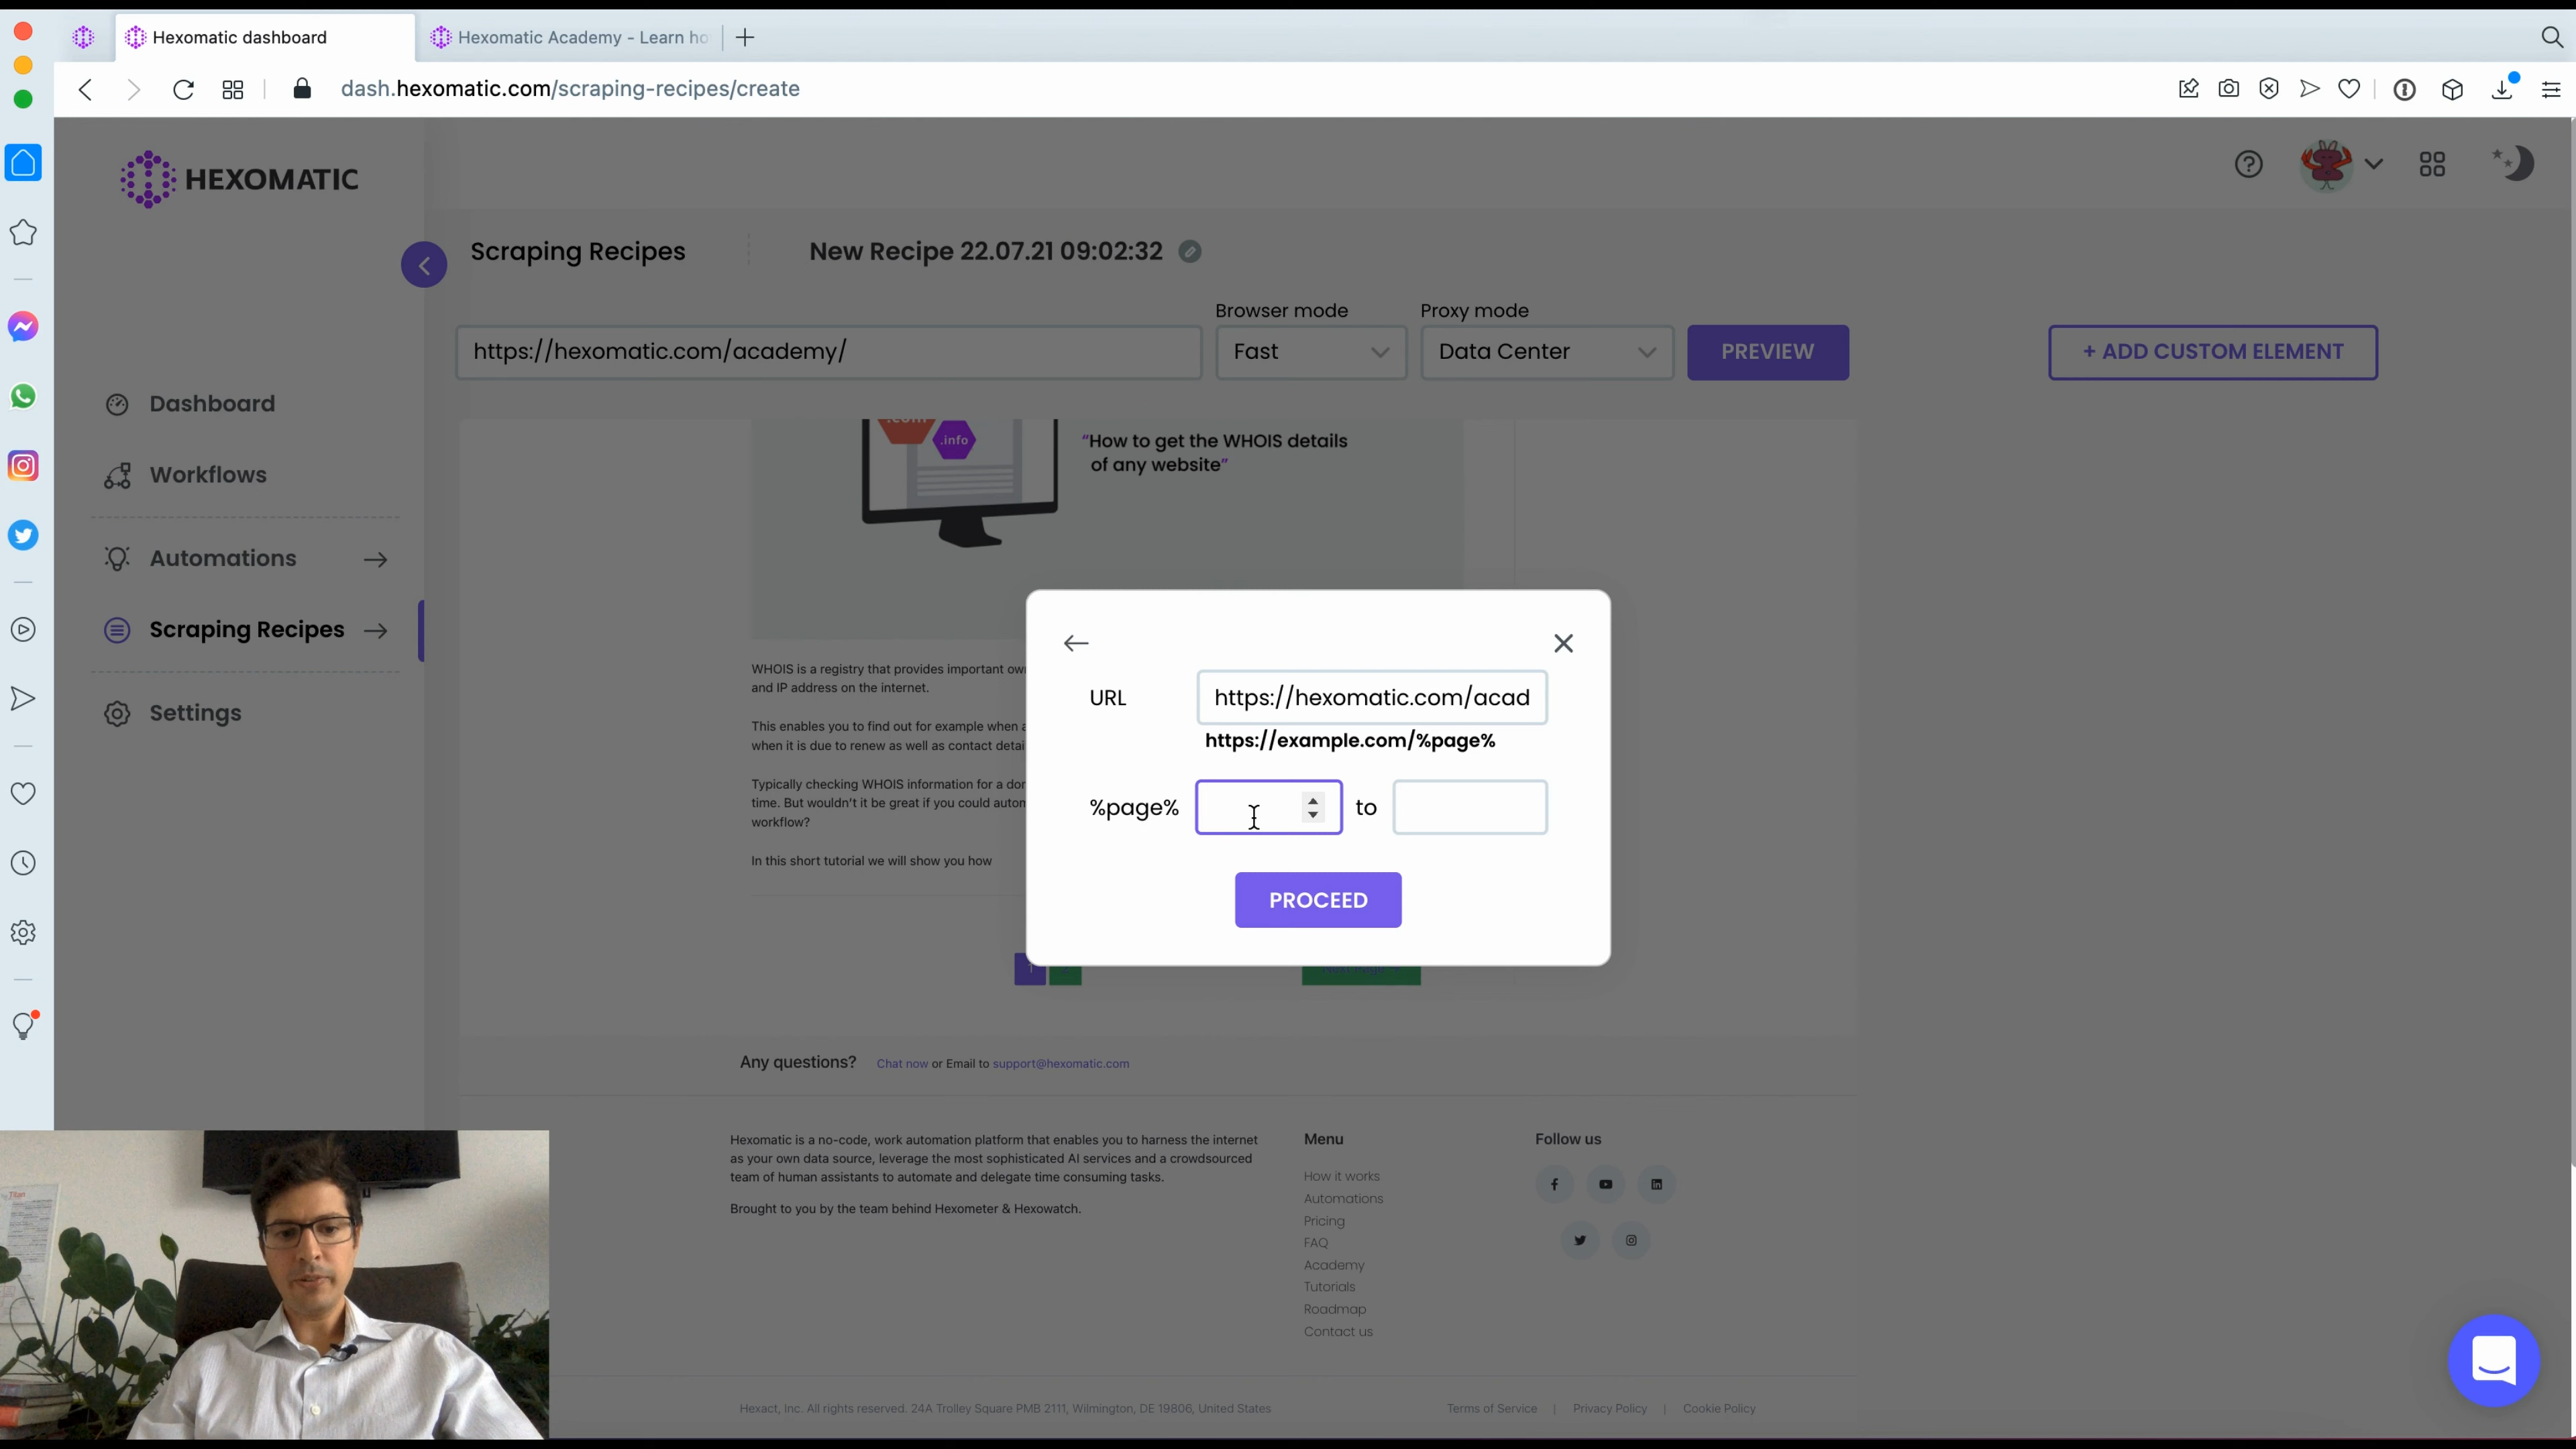 Hexomatic dashboard
Hexomatic Academy - Learn ho
dash.hexomatic.com/scraping-recipes/create
HEXOMATIC
Scraping Recipes
New Recipe 22.07.21 09:02:32
Browser mode
Proxy mode
https://hexomatic.com/academy/
Fast
Data Center
PREVIEW
+ ADD CUSTOM ELEMENT
Dashboard
Workflows
Automations
Scraping Recipes
Settings
.info
"How to get the WHOIS details
of any website"
WHOIS is a registry that provides important
and IP address on the internet.
This enables you to find out for example when
when it is due to renew as well as contact
Typically checking WHOIS information for a
time. But wouldn't it be great if you could
workflow?
In this short tutorial we will show you how
URL
https://hexomatic.com/acad
https://example.com/%page%
%page%
to
PROCEED
Any questions?
Chat now or Email to support@hexomatic.com
Hexomatic is a no-code, work automation platform that enables you to harness the internet
as your own data source, leverage the most sophisticated AI services and a crowdsourced
team of human assistants to automate and delegate time consuming tasks.
Brought to you by the team behind Hexometer & Hexowatch.
Menu
How it works
Automations
Pricing
FAQ
Academy
Tutorials
Roadmap
Contact us
Follow us
Hexact, Inc. All rights reserved. 24A Trolley Square PMB 2111, Wilmington, DE 19806, United States
Terms of Service | Privacy Policy | Cookie Policy